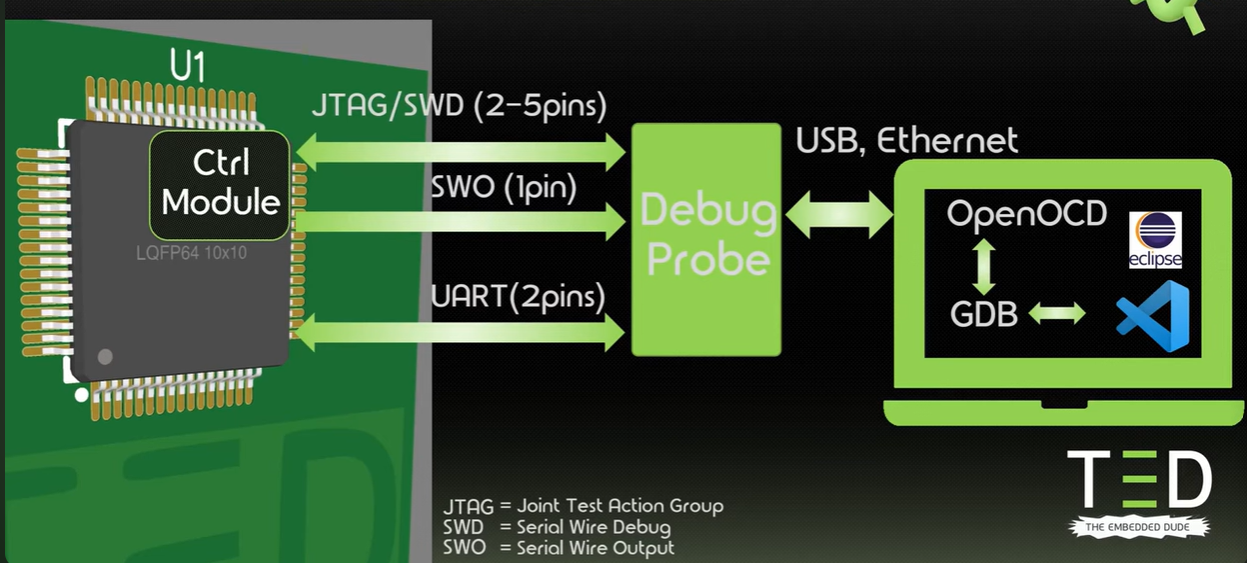 U1
JTAG/SWD (2-5pins)
Ctrl
Module
SWO (1pin)
LQFP64 10x10
UART(2pins)
Debug
Probe
USB, Ethernet
OpenOCD
eclipse
GDB
JTAG = Joint Test Action Group
SWD = Serial Wire Debug
SWO = Serial Wire Output
TED
THE EMBEDDED DUDE